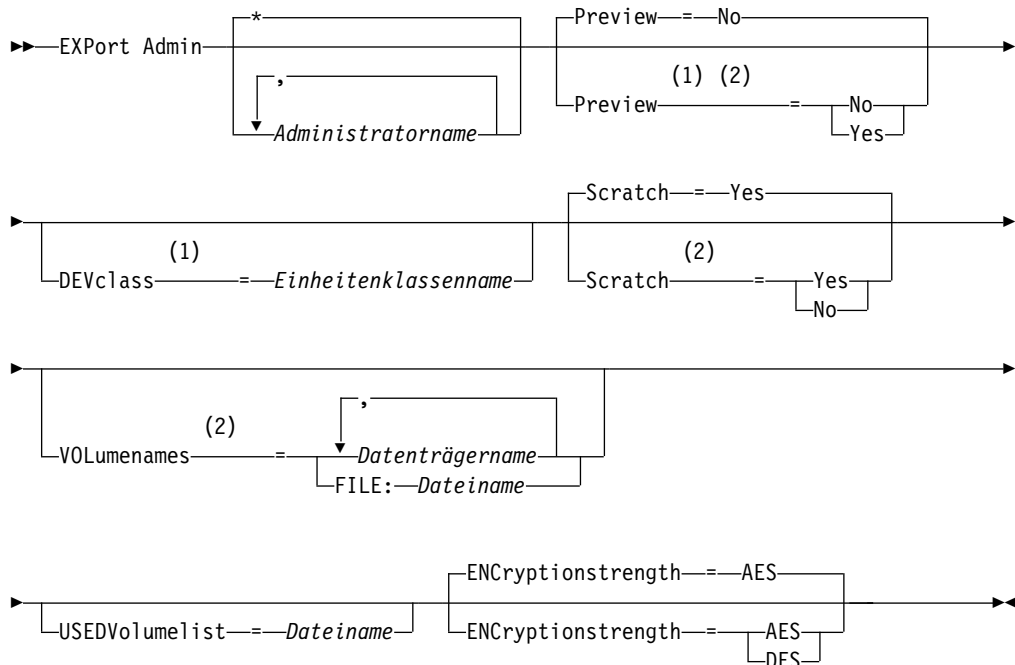 *
Preview = No
EXPort Admin
,
(1) (2)
Preview = No
Administratorname
Yes
Scratch = Yes
(1)
(2)
DEVclass = Einheitenklassenname
Scratch = Yes
No
,
(2)
VOLumenames = Datenträgername
FILE: Dateiname
ENCryptionstrength = AES
USEDVolumelist = Dateiname
ENCryptionstrength = AES
DES